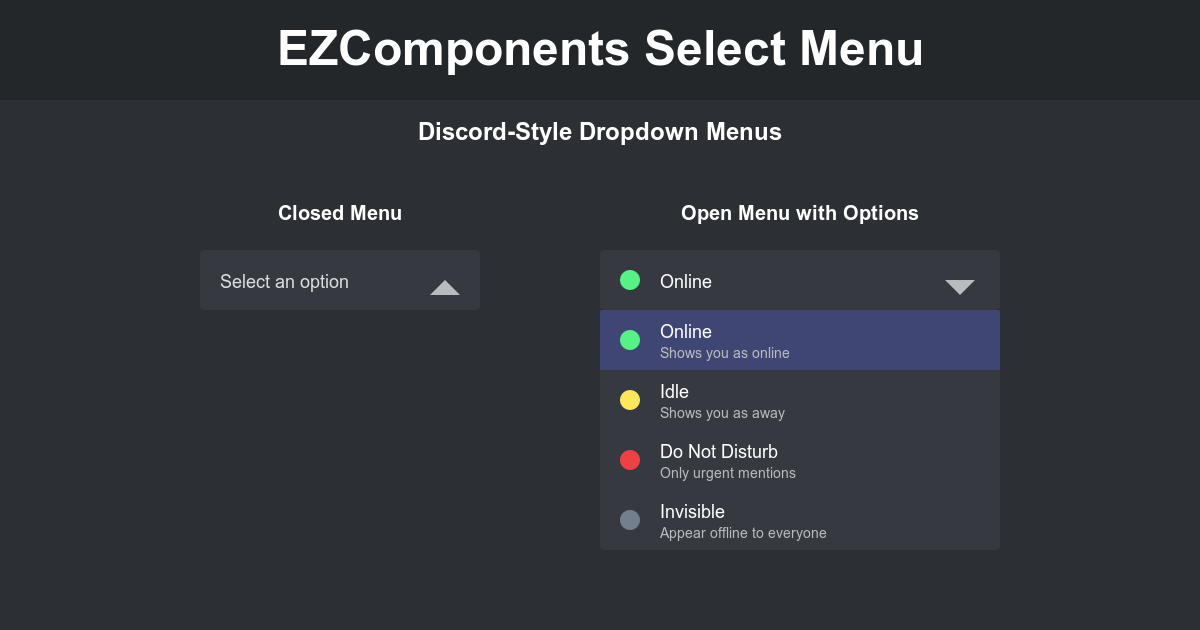 EZComponents Select Menu
Discord-Style Dropdown Menus
Closed Menu
Select an option
Open Menu with Options
Online
Online
Shows you as online
Idle
Shows you as away
Do Not Disturb
Only urgent mentions
Invisible
Appear offline to everyone